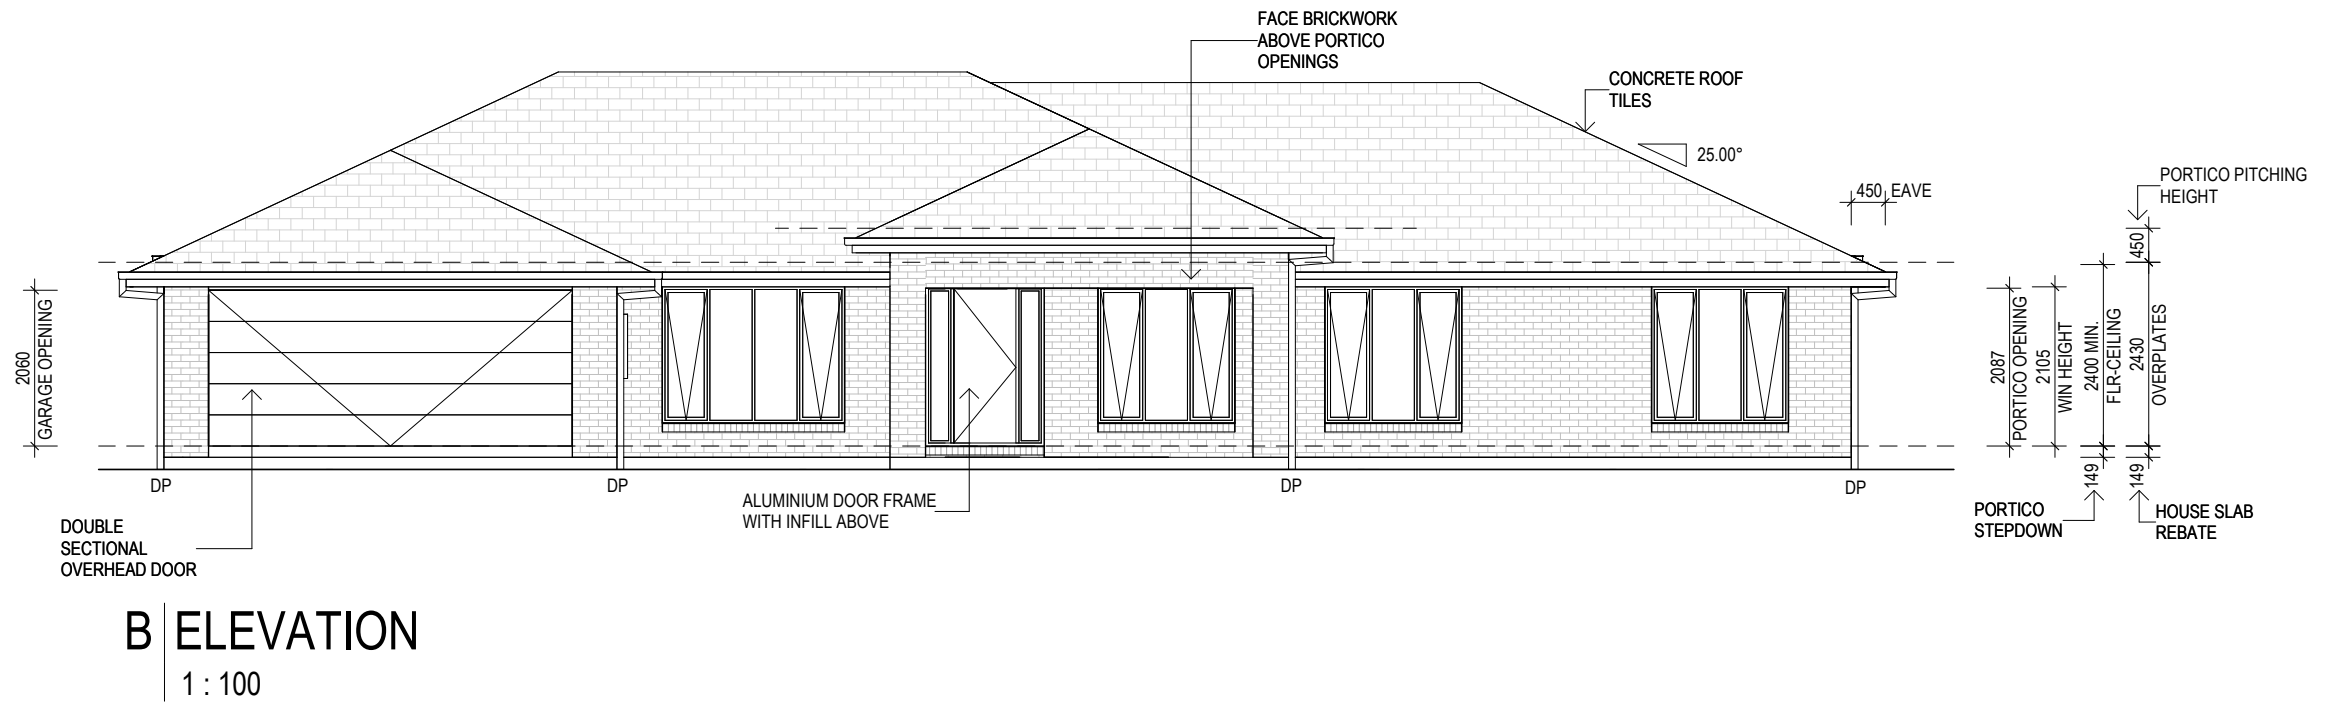 FACE BRICKWORK
ABOVE PORTICO
OPENINGS
CONCRETE ROOF
TILES
25.00°
450 EAVE
PORTICO PITCHING
HEIGHT
2060
GARAGE OPENING
2087
PORTICO OPENING
2105
WIN HEIGHT
2400 MIN.
FLR-CEILING
450
2430
OVERPLATES
149
149
DP
DP
DP
DP
DOUBLE
SECTIONAL
OVERHEAD DOOR
ALUMINIUM DOOR FRAME
WITH INFILL ABOVE
PORTICO
STEPDOWN
HOUSE SLAB
REBATE
B ELEVATION
1 : 100